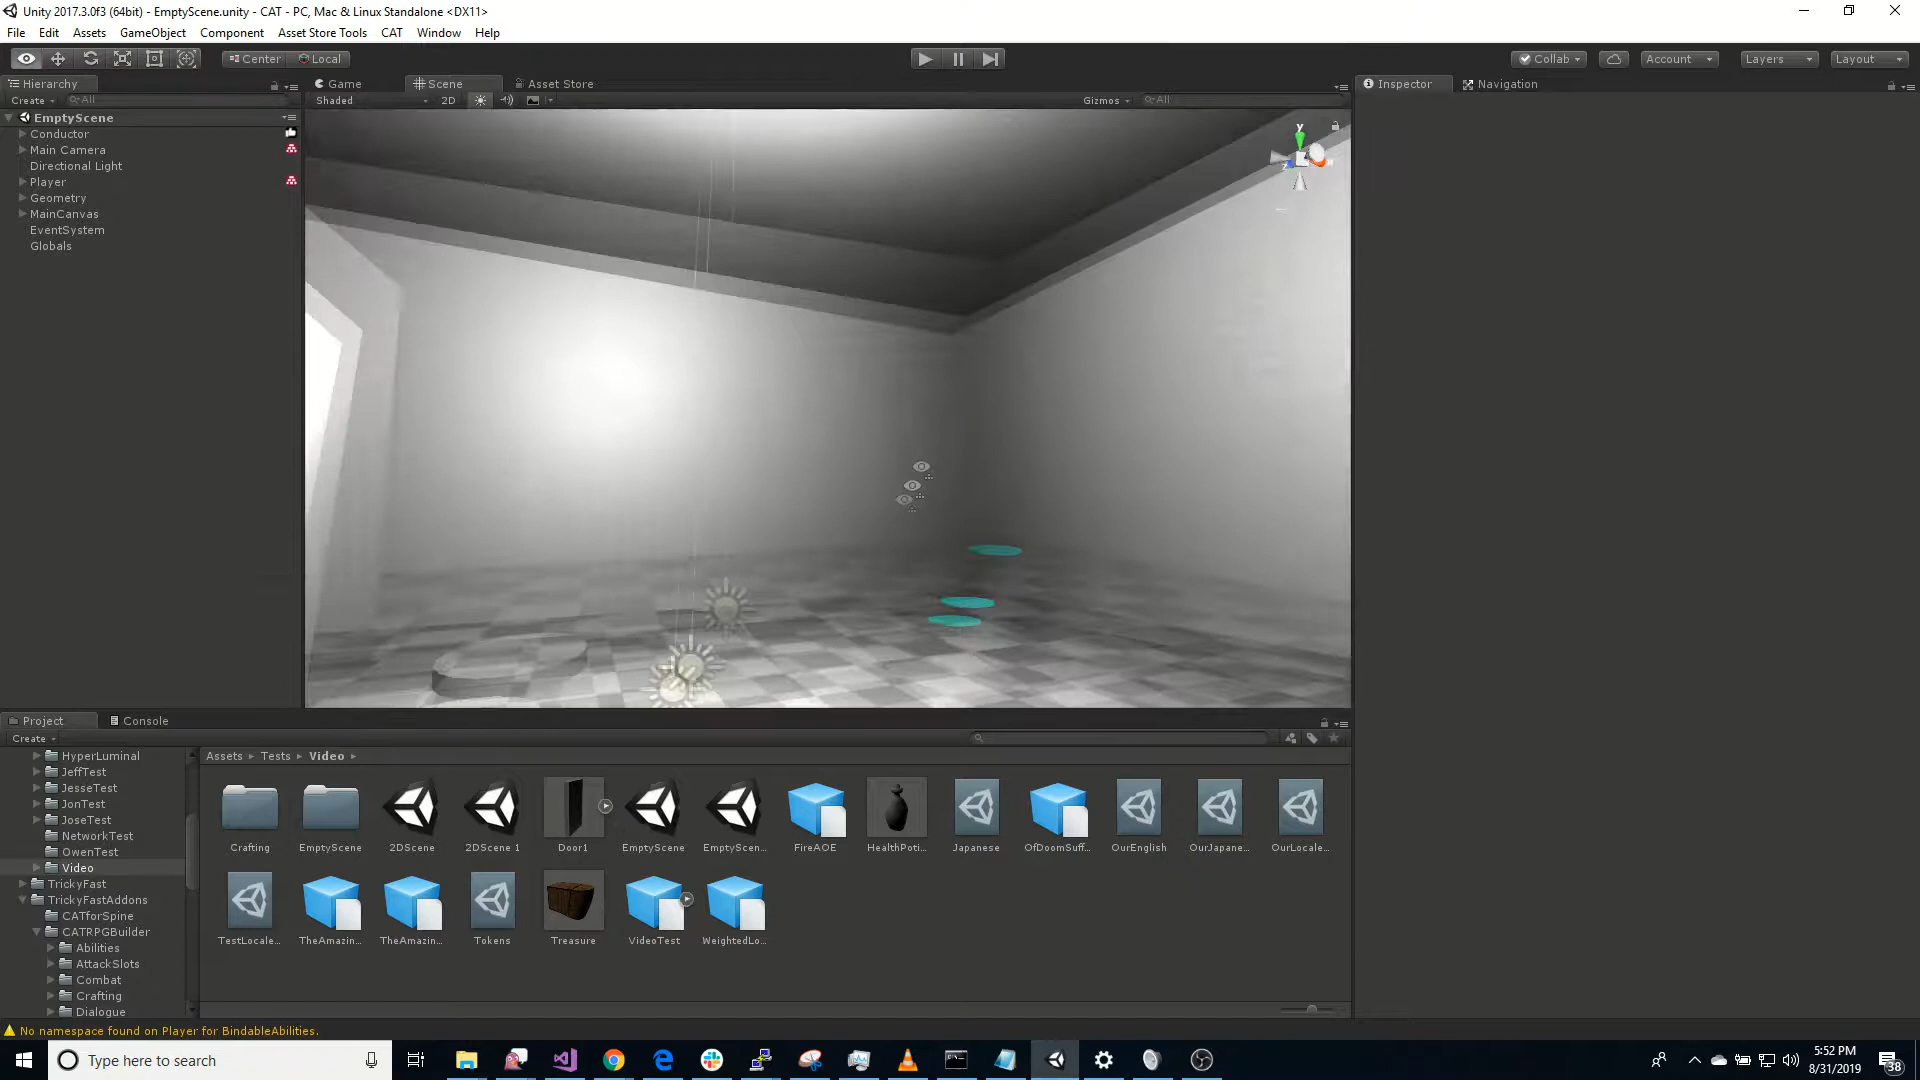 Unity 2017.3.0f3 (64bit) - EmptyScene.unity - CAT - PC, Mac & Linux Standalone <DX11>
File Edit Assets GameObject Component Asset Store Tools CAT Window Help
Center Local Collab Account Layers Layout
Hierarchy Game Scene Asset Store Inspector Navigation
Create All Shaded 2D Gizmos All
EmptyScene
Conductor
Main Camera
Directional Light
Player
Geometry
MainCanvas
EventSystem
Globals
y
z
Project Console
Create
HyperLuminal
JeffTest
JesseTest
JonTest
JoseTest
NetworkTest
OwenTest
Video
TrickyFast
TrickyFastAddons
CATforSpine
CATRPGBuilder
Abilities
AttackSlots
Combat
Crafting
Dialogue
Assets Tests Video
Crafting EmptyScene 2DScene 2DScene 1 Door1 EmptyScene EmptyScen... FireAOE HealthPoti... Japanese OfDoomSuff... OurEnglish OurJapane... OurLocale...
TestLocale... TheAmazin... TheAmazin... Tokens Treasure VideoTest WeightedLo...
No namespace found on Player for BindableAbilities.
Type here to search
5:52 PM
8/31/2019
38